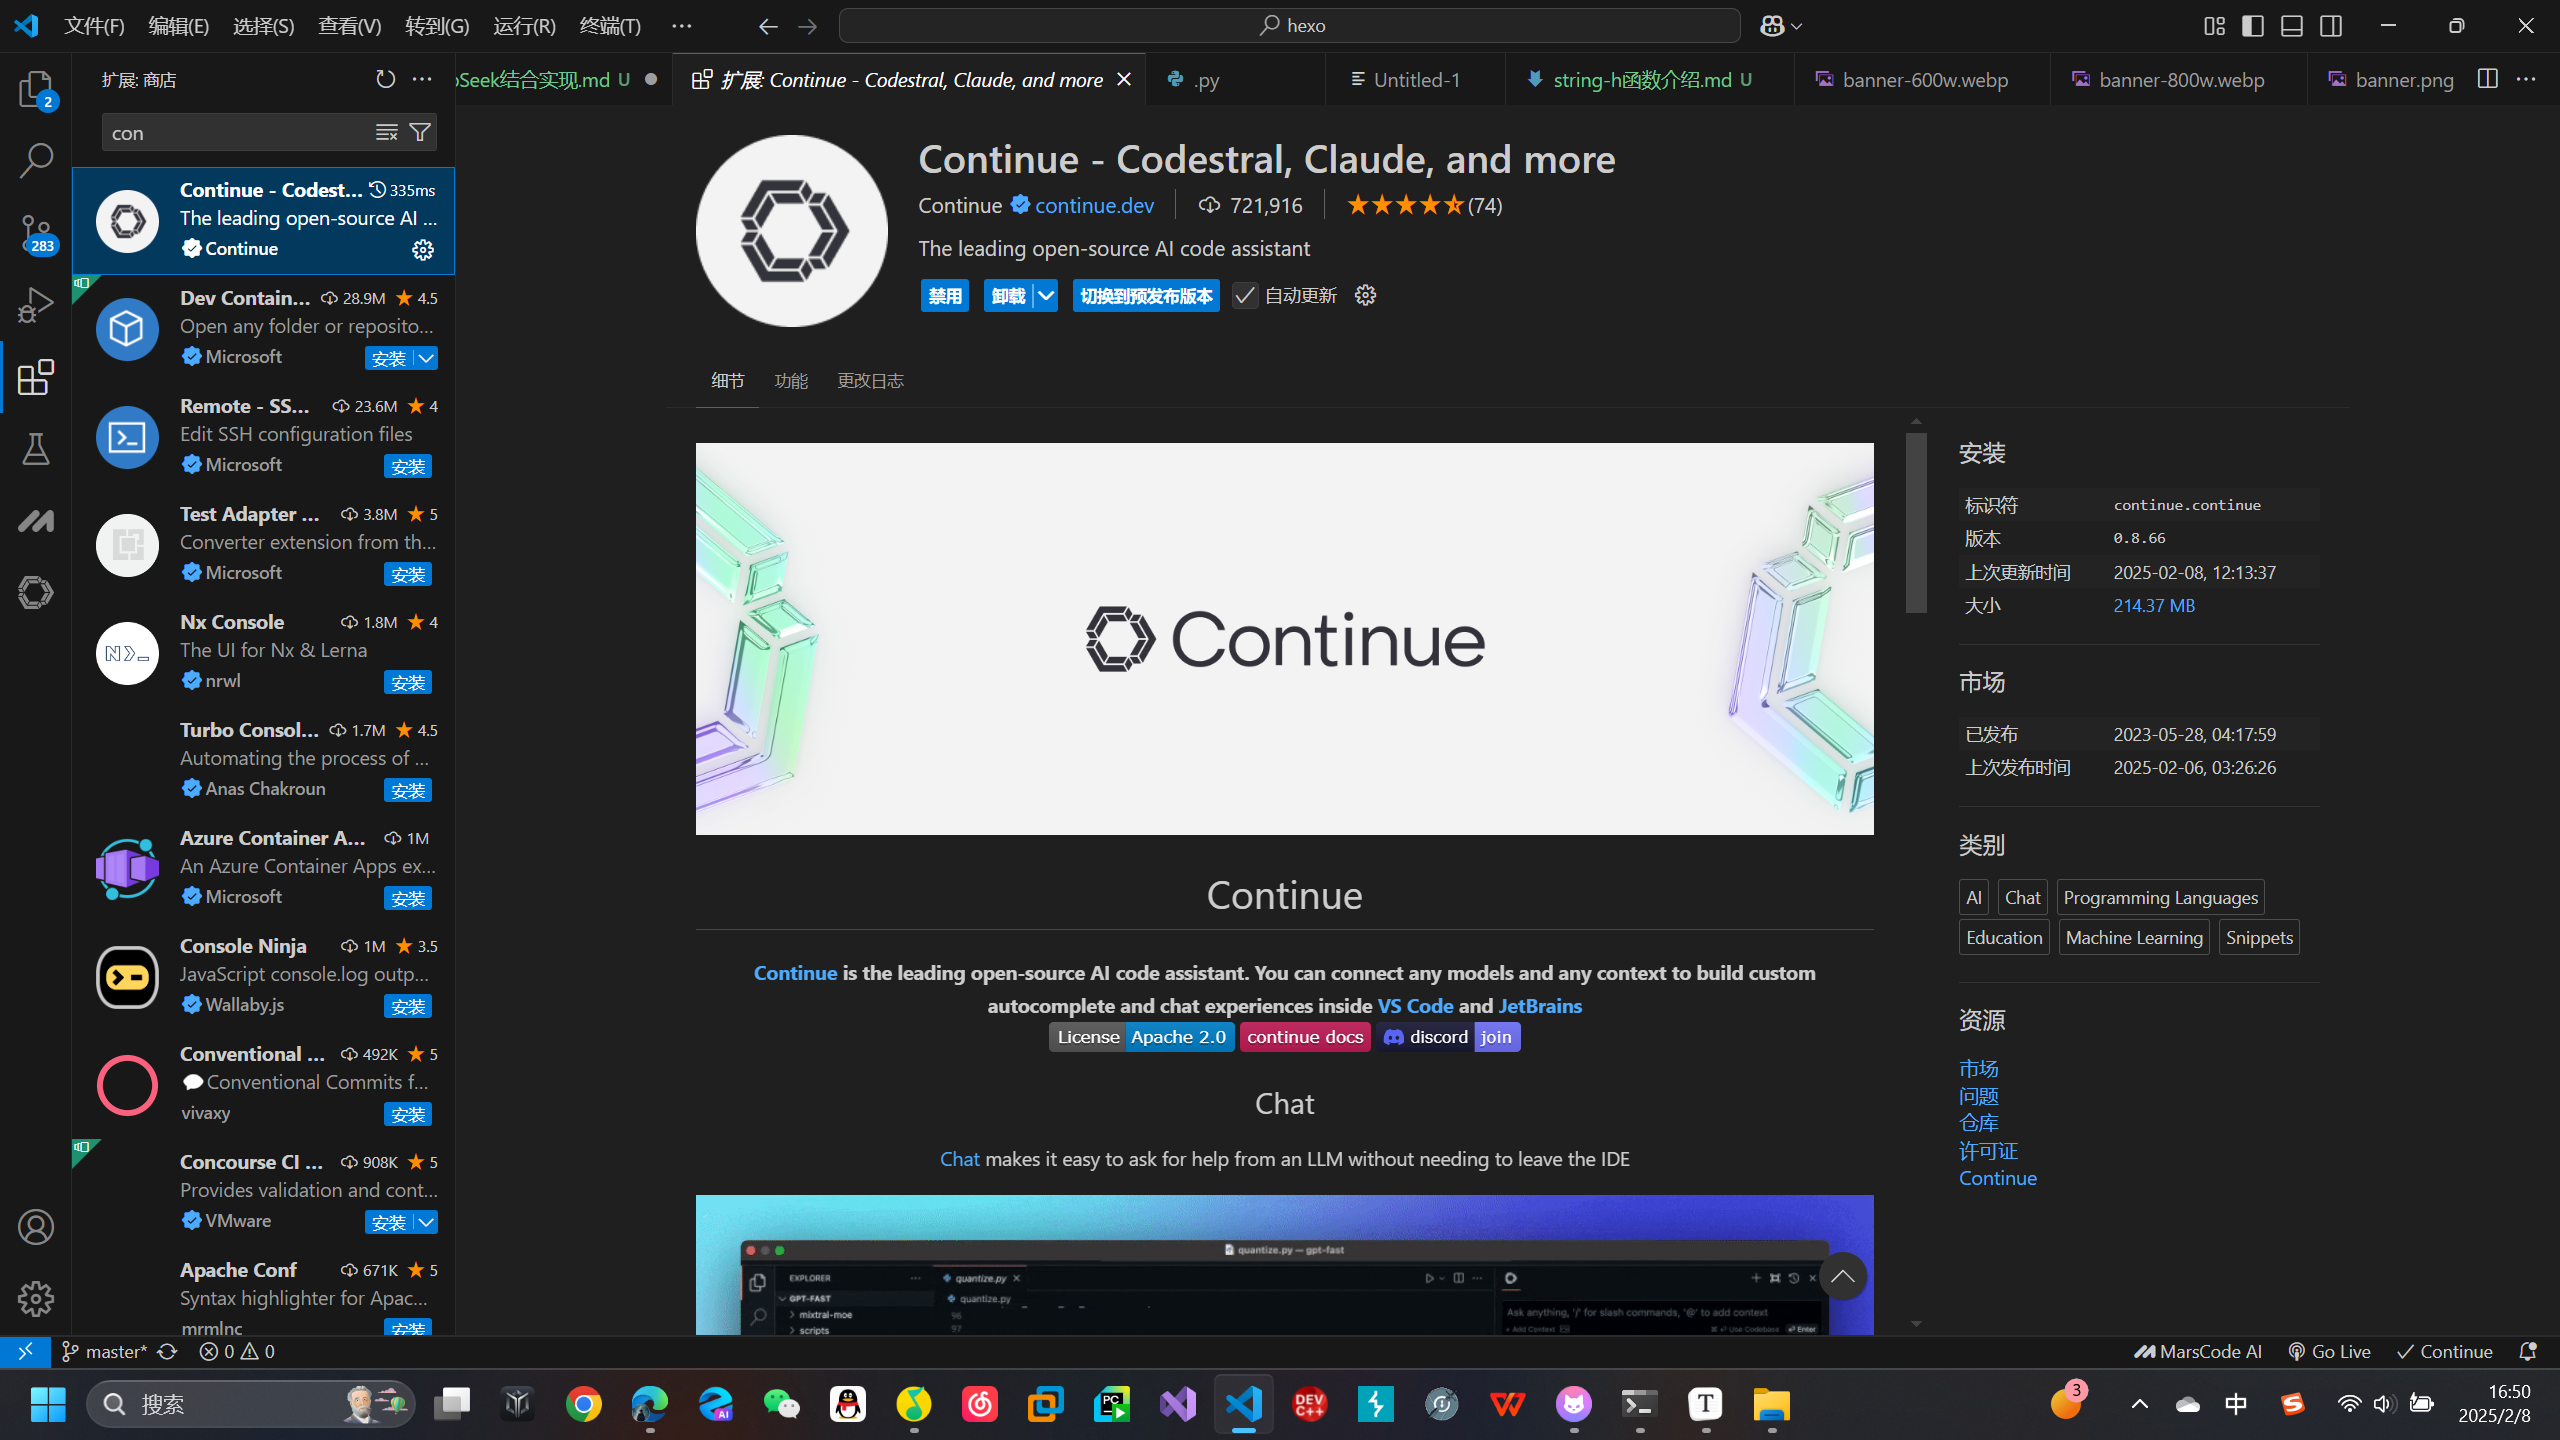 文件(F) 编辑(E) 选择(S) 查看(V) 转到(G) 运行(R) 终端(T) ··· hexo
扩展: 商店
Seek结合实现.md U
扩展: Continue - Codestral, Claude, and more
.py
Untitled-1
string-h函数介绍.md U
banner-600w.webp
banner-800w.webp
banner.png
2
283
con
Continue - Codest... 335ms
The leading open-source AI ...
Continue
Dev Contain... 28.9M 4.5
Open any folder or reposito...
Microsoft 安装
Remote - SS... 23.6M 4
Edit SSH configuration files
Microsoft 安装
Test Adapter ... 3.8M 5
Converter extension from th...
Microsoft 安装
Nx Console 1.8M 4
The UI for Nx & Lerna
nrwl 安装
Turbo Consol... 1.7M 4.5
Automating the process of ...
Anas Chakroun 安装
Azure Container A... 1M
An Azure Container Apps ex...
Microsoft 安装
Console Ninja 1M 3.5
JavaScript console.log outp...
Wallaby.js 安装
Conventional ... 492K 5
Conventional Commits f...
vivaxy 安装
Concourse CI ... 908K 5
Provides validation and cont...
VMware 安装
Apache Conf 671K 5
Syntax highlighter for Apac...
mrmlnc 安装
Continue - Codestral, Claude, and more
Continue continue.dev 721,916 (74)
The leading open-source AI code assistant
禁用 卸载 切换到预发布版本 自动更新
细节 功能 更改日志
Continue
Continue
Continue is the leading open-source AI code assistant. You can connect any models and any context to build custom
autocomplete and chat experiences inside VS Code and JetBrains
License Apache 2.0 continue docs discord join
Chat
Chat makes it easy to ask for help from an LLM without needing to leave the IDE
quantize.py — gpt-fast
EXPLORER ··· quantize.py
GPT-FAST quantize.py
mixtral-moe 96
scripts 97
Ask anything, '/' for slash commands, '@' to add context
+ Add Context Use Codebase Enter
安装
标识符 continue.continue
版本 0.8.66
上次更新时间 2025-02-08, 12:13:37
大小 214.37 MB
市场
已发布 2023-05-28, 04:17:59
上次发布时间 2025-02-06, 03:26:26
类别
AI Chat Programming Languages
Education Machine Learning Snippets
资源
市场
问题
仓库
许可证
Continue
master* 0 0 MarsCode AI Go Live Continue
搜索
AI
PC
DEV C++
T
3
中
S
16:50
2025/2/8